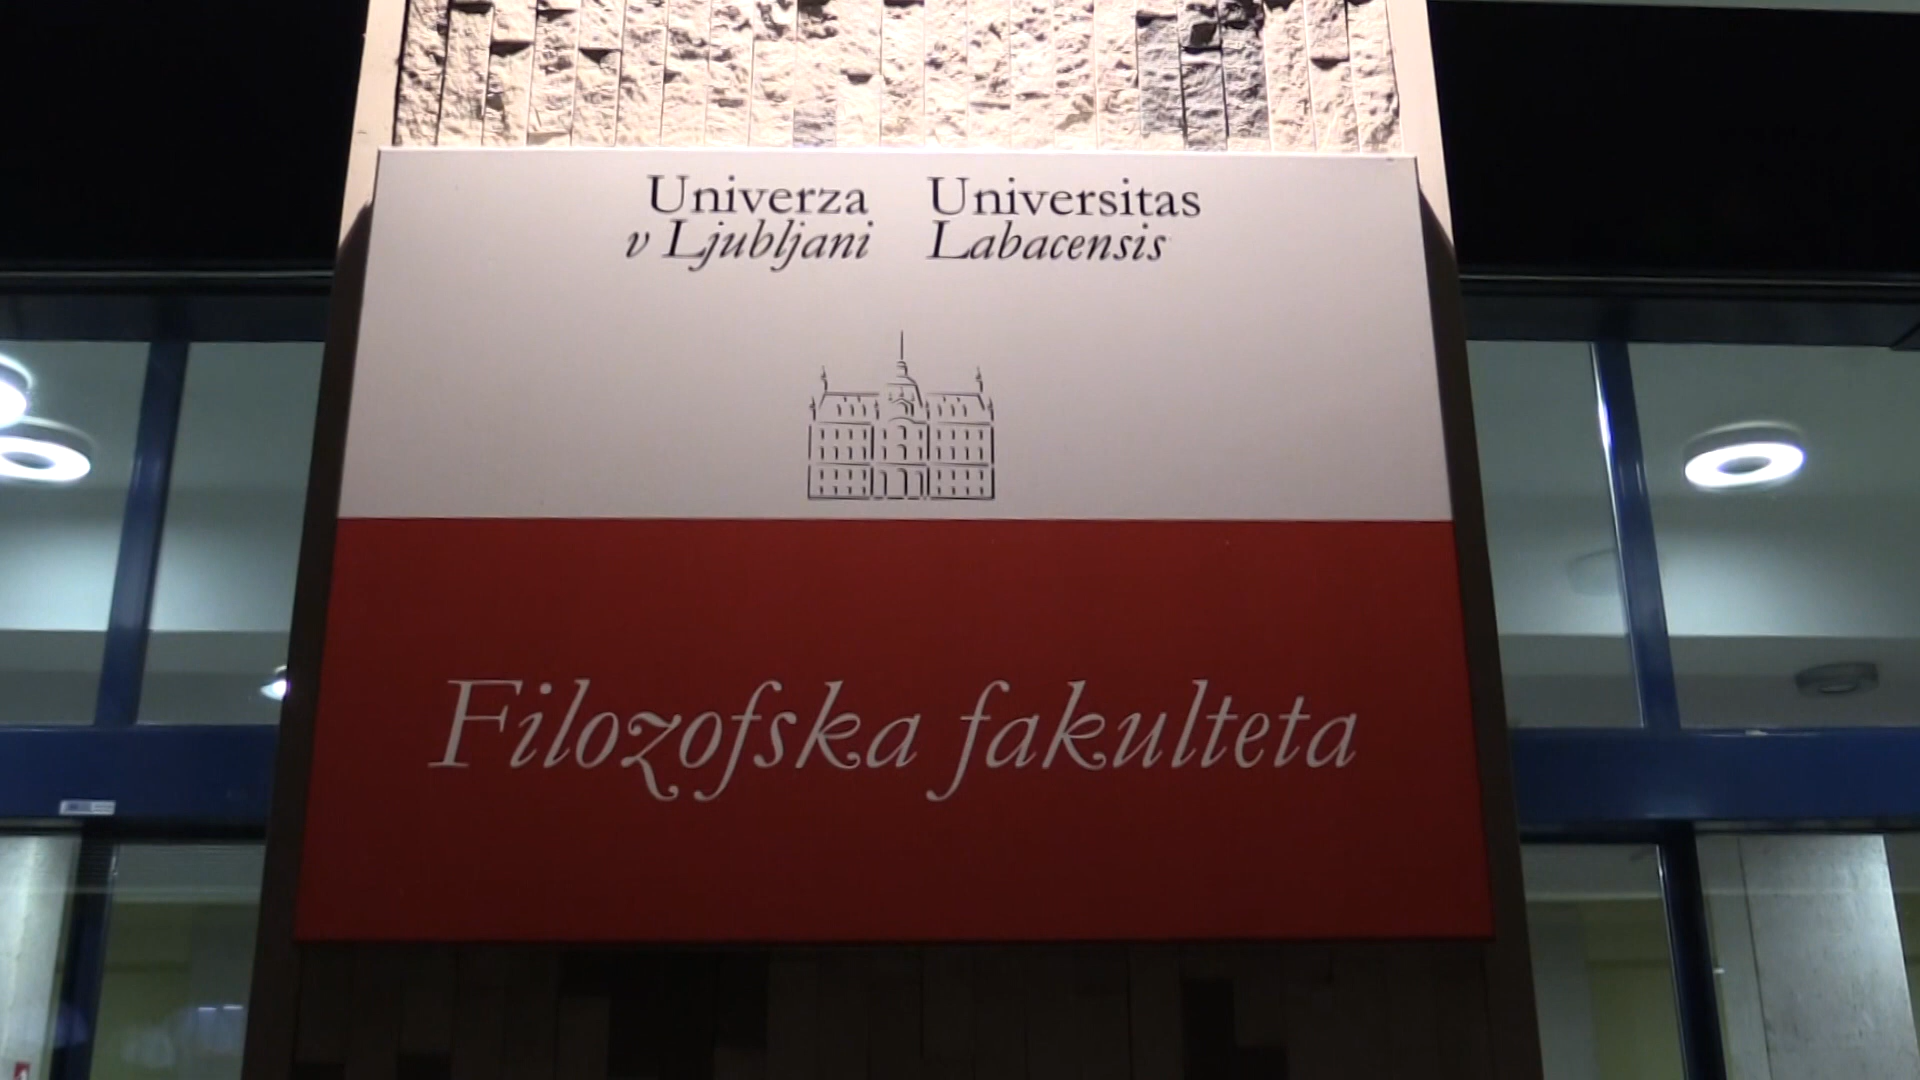 Univerza
v Ljubljani
Universitas
Labacensis
Filozofska fakulteta